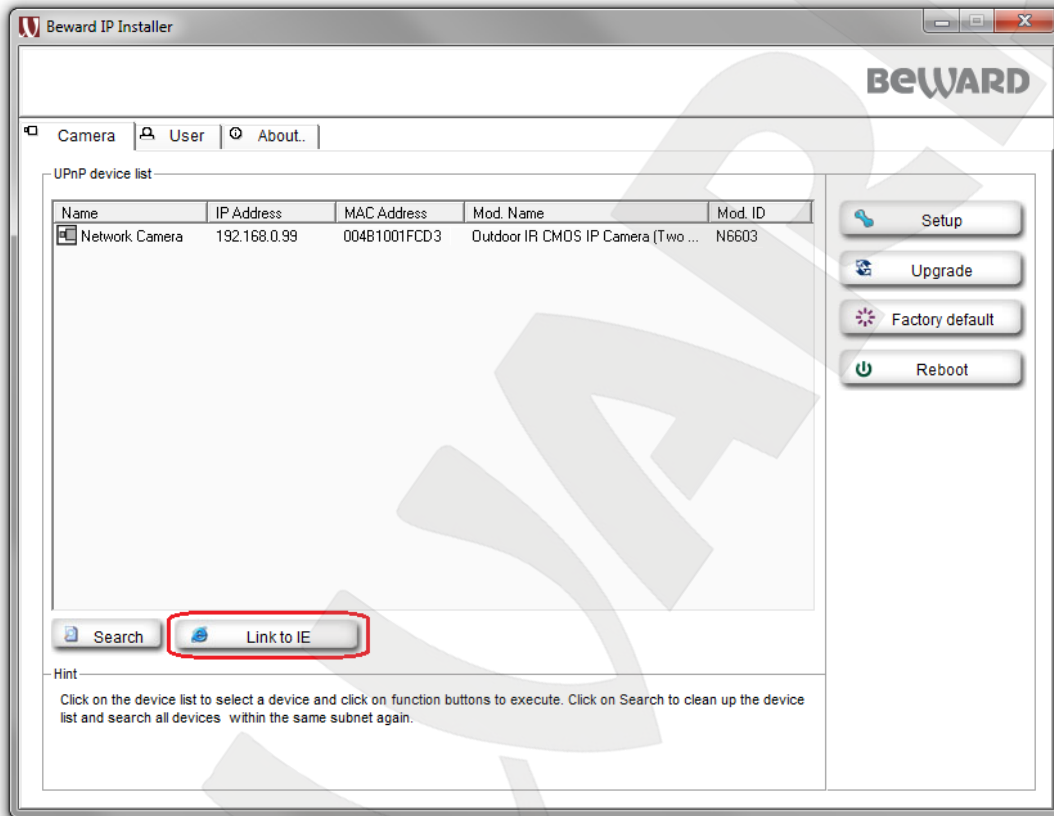 Beward IP Installer
BEWARD
Camera User About..
UPnP device list
Name IP Address MAC Address Mod. Name Mod. ID
Network Camera 192.168.0.99 004B1001FCD3 Outdoor IR CMOS IP Camera (Two ... N6603
Setup
Upgrade
Factory default
Reboot
Search Link to IE
Hint
Click on the device list to select a device and click on function buttons to execute. Click on Search to clean up the device
list and search all devices within the same subnet again.